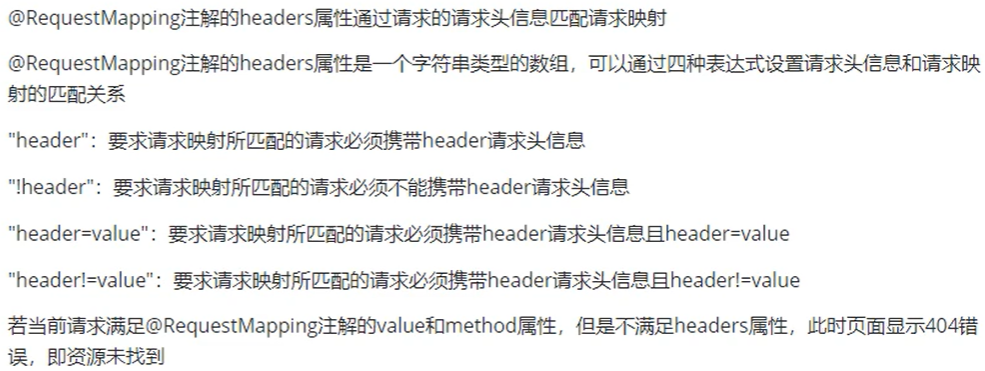 @RequestMapping注解的headers属性通过请求的请求头信息匹配请求映射
@RequestMapping注解的headers属性是一个字符串类型的数组，可以通过四种表达式设置请求头信息和请求映
射的匹配关系
"header"：要求请求映射所匹配的请求必须携带header请求头信息
"!header"：要求请求映射所匹配的请求必须不能携带header请求头信息
"header=value"：要求请求映射所匹配的请求必须携带header请求头信息且header=value
"header!=value"：要求请求映射所匹配的请求必须携带header请求头信息且header!=value
若当前请求满足@RequestMapping注解的value和method属性，但是不满足headers属性，此时页面显示404错
误，即资源未找到